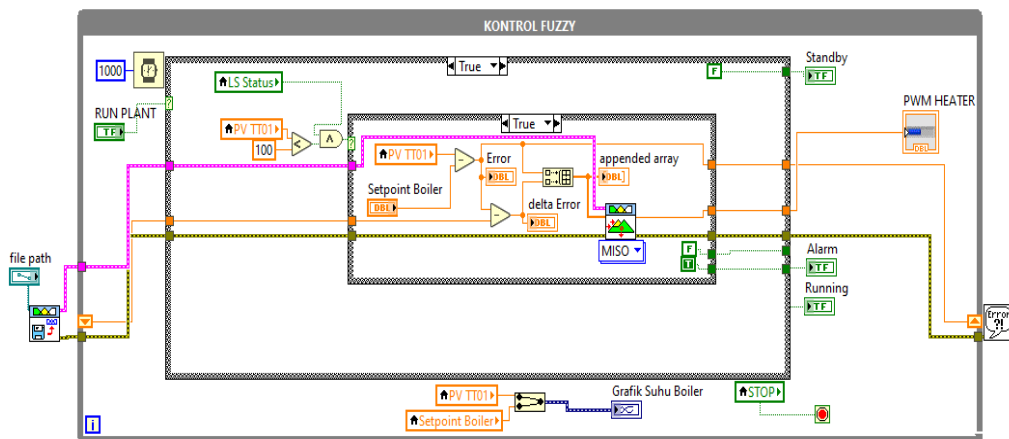 KONTROL FUZZY
1000
True
LS Status
F
Standby
TF
RUN PLANT
TF
PV TT01
100
True
PWM HEATER
DBL
PV TT01
Error
DBL
appended array
DBL
Setpoint Boiler
DBL
delta Error
DBL
MISO
F
T
Alarm
TF
file path
Running
TF
Error
?!
PV TT01
Setpoint Boiler
Grafik Suhu Boiler
STOP
i